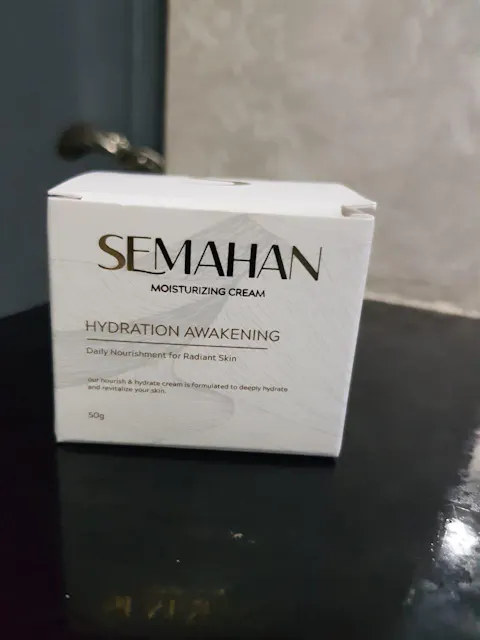 SEMAHAN
MOISTURIZING CREAM
HYDRATION AWAKENING
Daily Nourishment for Radiant Skin
our nourish & hydrate cream is formulated to deeply hydrate
and revitalize your skin.
50g